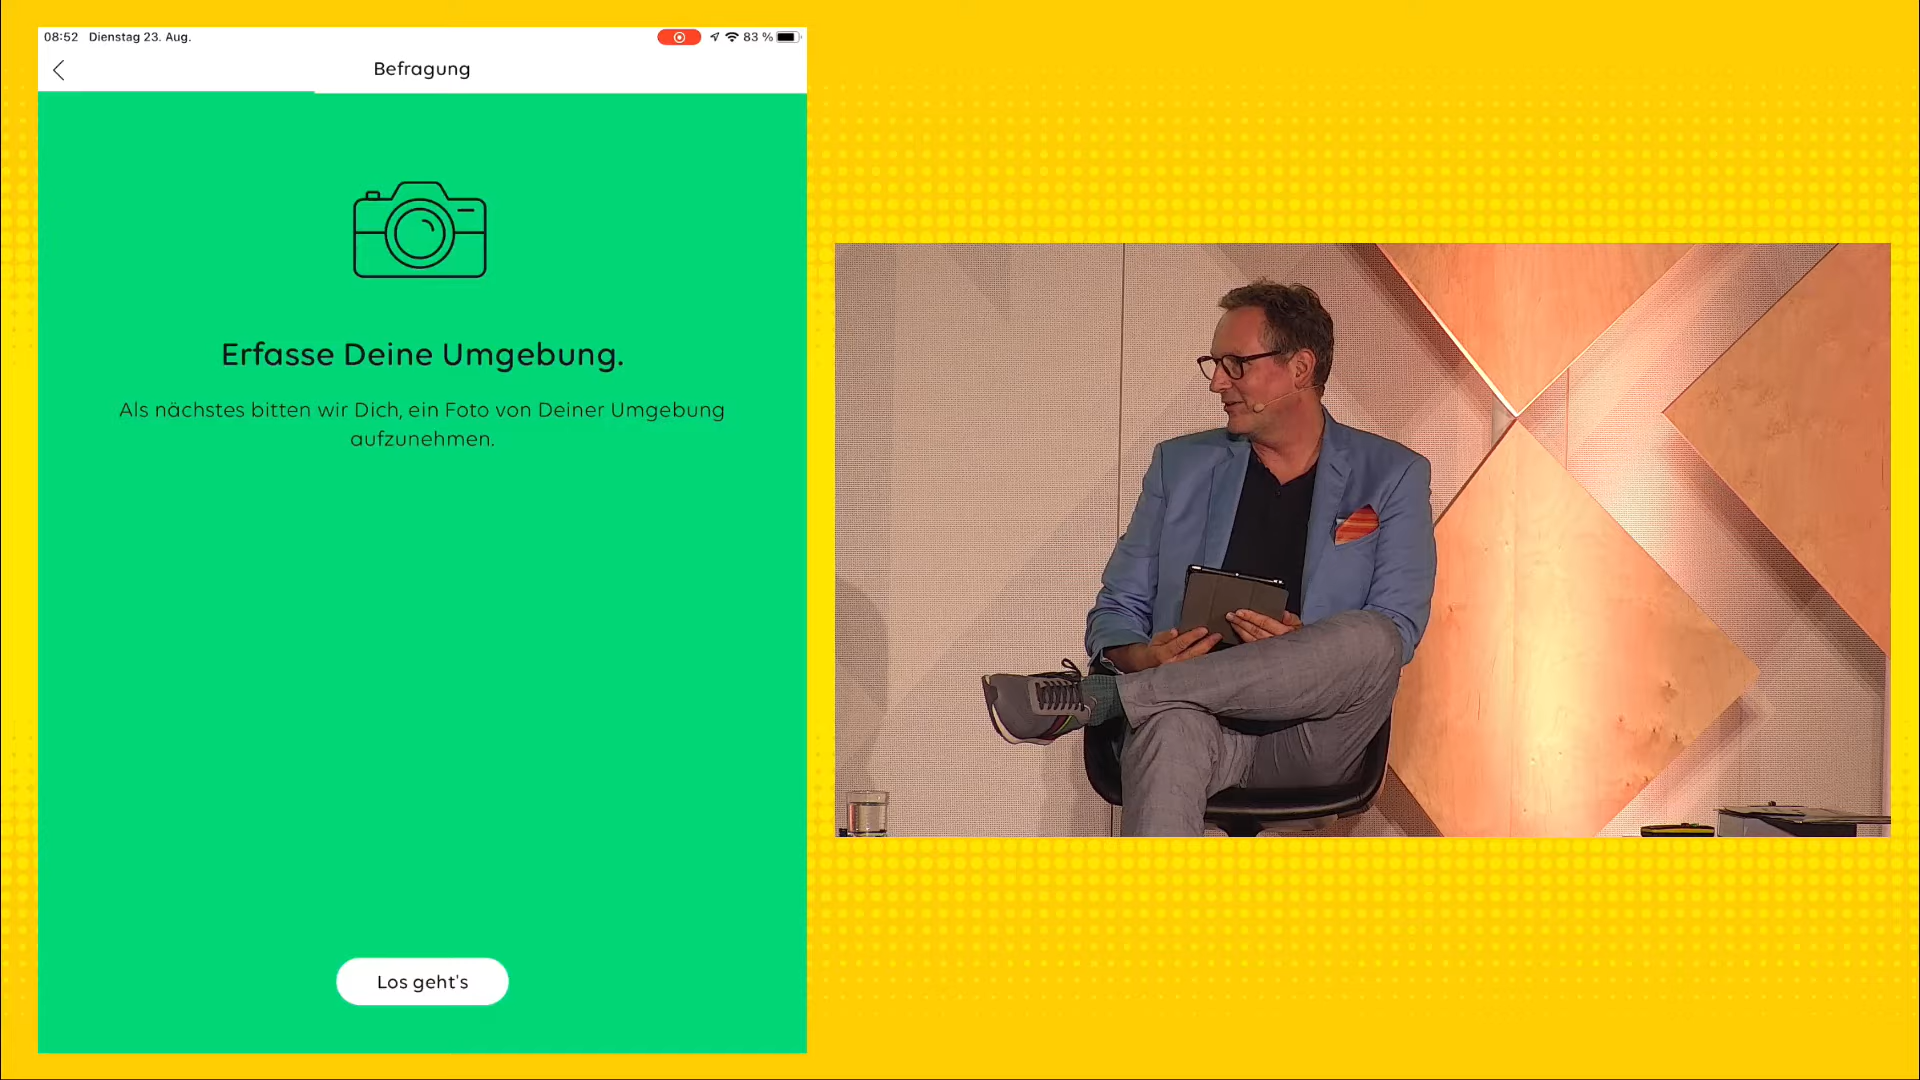 08:52 Dienstag 23. Aug. 83 %
Befragung
Erfasse Deine Umgebung.
Als nächstes bitten wir Dich, ein Foto von Deiner Umgebung
aufzunehmen.
Los geht's